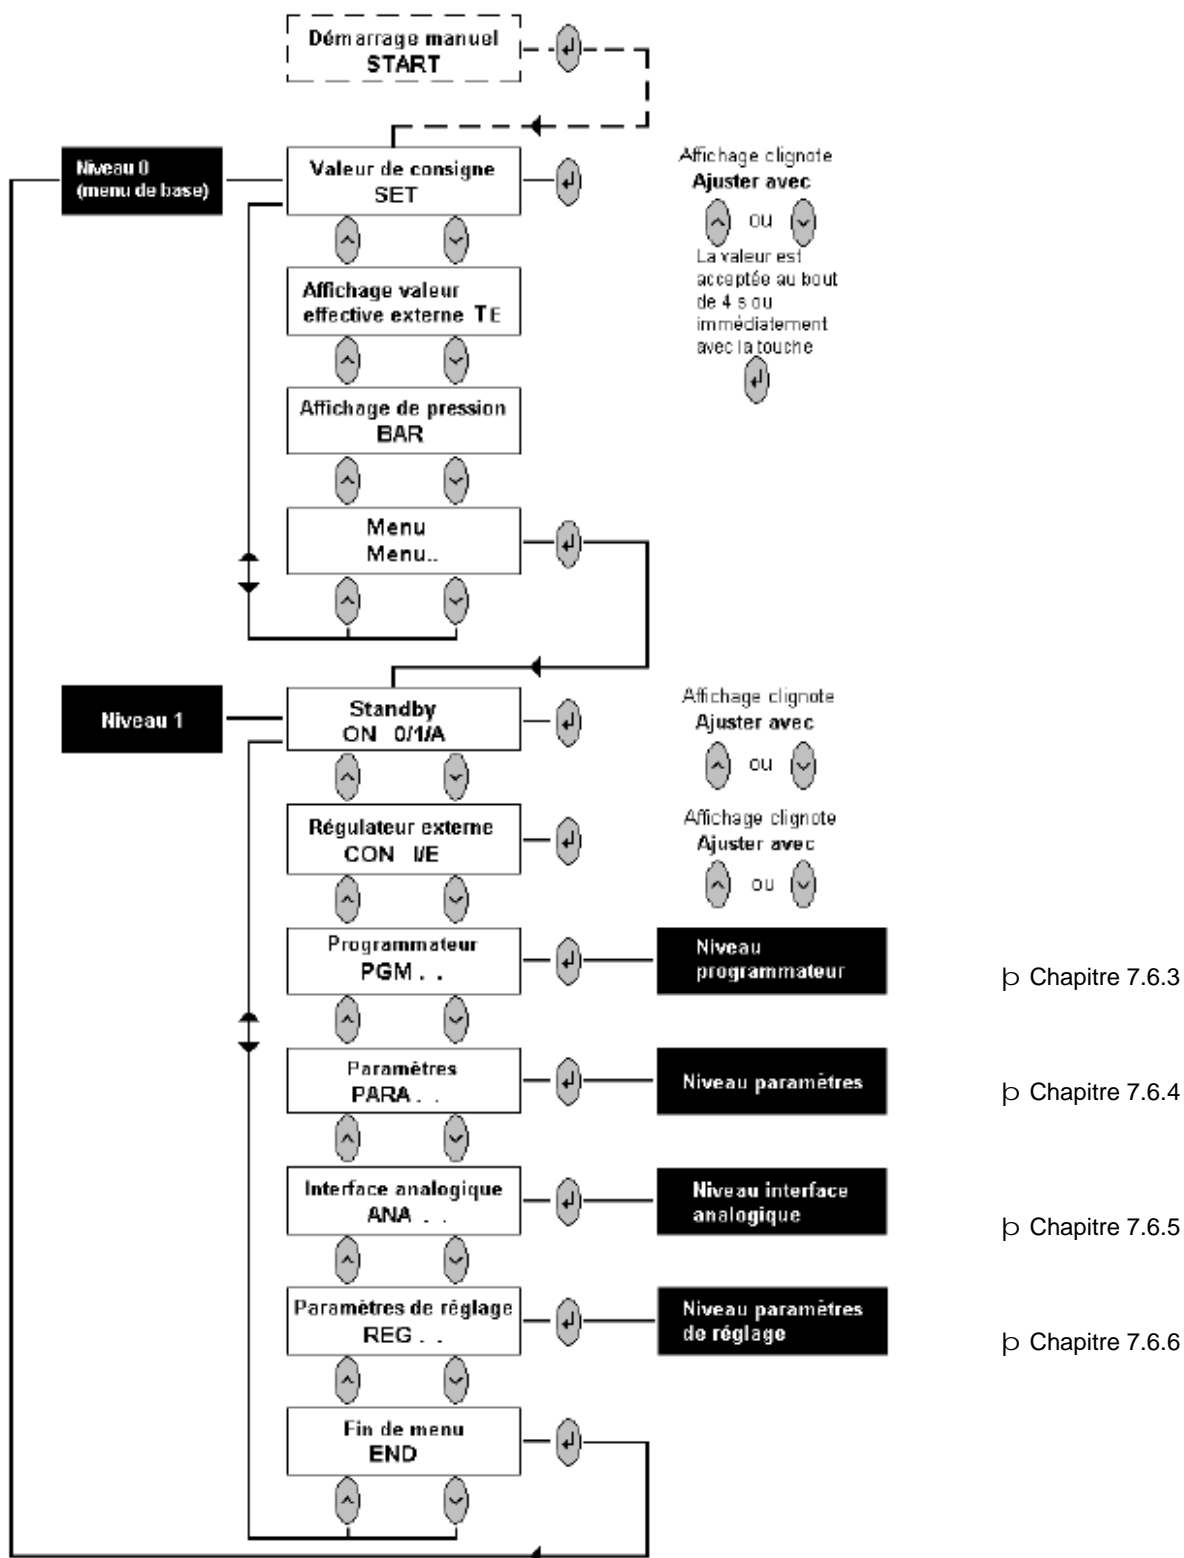 Démarrage manuel
START
Niveau 0
(menu de base)
Valeur de consigne
SET
Affichage clignote
Ajuster avec
ou
La valeur est
acceptée au bout
de 4 s ou
immédiatement
avec la touche
Affichage valeur
effective externe TE
Affichage de pression
BAR
Menu
Menu..
Niveau 1
Standby
ON 0/1/A
Affichage clignote
Ajuster avec
ou
Régulateur externe
CON I/E
Affichage clignote
Ajuster avec
ou
Programmateur
PGM . .
Niveau
programmateur
þ Chapitre 7.6.3
Paramètres
PARA . .
Niveau paramètres
þ Chapitre 7.6.4
Interface analogique
ANA . .
Niveau interface
analogique
þ Chapitre 7.6.5
Paramètres de réglage
REG . .
Niveau paramètres
de réglage
þ Chapitre 7.6.6
Fin de menu
END